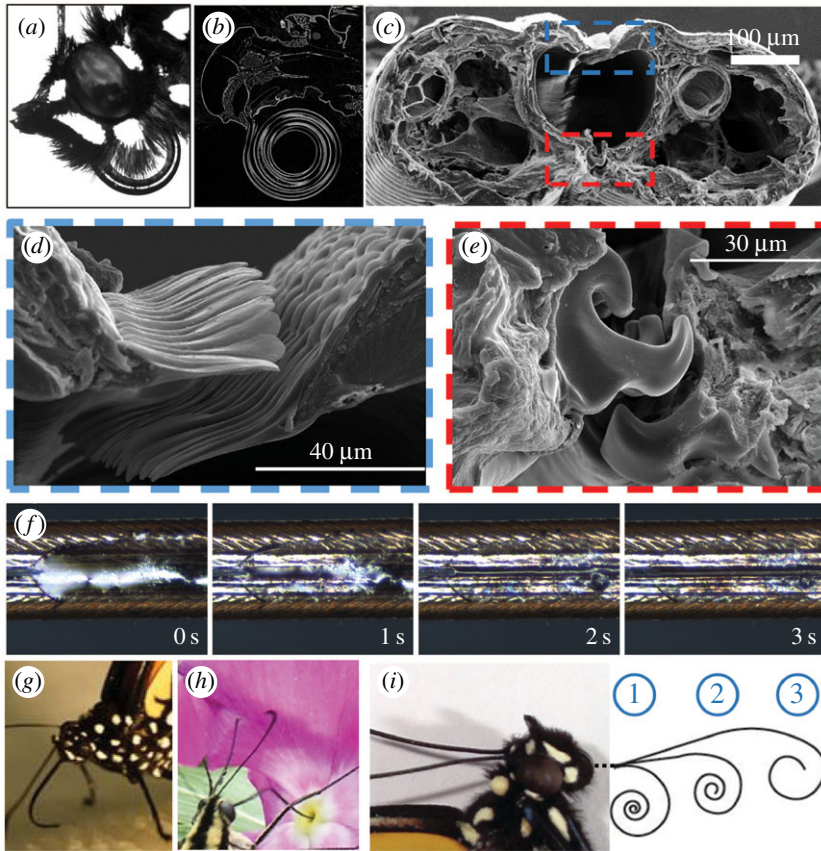 (a)
(b)
(c)
100 μm
(d)
40 μm
(e)
30 μm
(f)
0 s
1 s
2 s
3 s
(g)
(h)
(i)
1
2
3